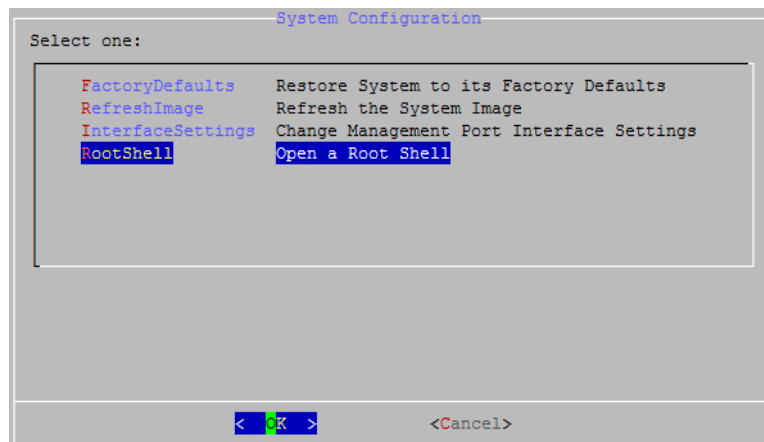 System Configuration
Select one:
FactoryDefaults Restore System to its Factory Defaults
RefreshImage Refresh the System Image
InterfaceSettings Change Management Port Interface Settings
RootShell Open a Root Shell
< OK > <Cancel>